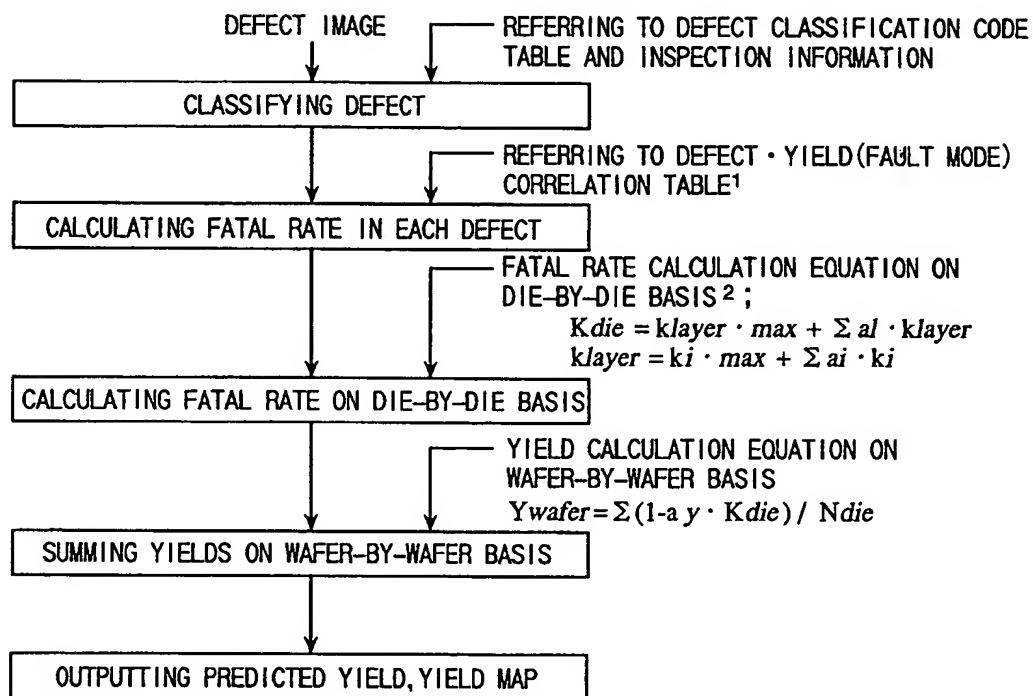 DEFECT IMAGE
REFERRING TO DEFECT CLASSIFICATION CODE
TABLE AND INSPECTION INFORMATION
CLASSIFYING DEFECT
REFERRING TO DEFECT・YIELD(FAULT MODE)
CORRELATION TABLE¹
CALCULATING FATAL RATE IN EACH DEFECT
FATAL RATE CALCULATION EQUATION ON
DIE-BY-DIE BASIS²;
Kdie = klayer · max + Σ al · klayer
klayer = ki · max + Σ ai · ki
CALCULATING FATAL RATE ON DIE-BY-DIE BASIS
YIELD CALCULATION EQUATION ON
WAFER-BY-WAFER BASIS
Ywafer=Σ(1-a y · Kdie) / Ndie
SUMMING YIELDS ON WAFER-BY-WAFER BASIS
OUTPUTTING PREDICTED YIELD, YIELD MAP